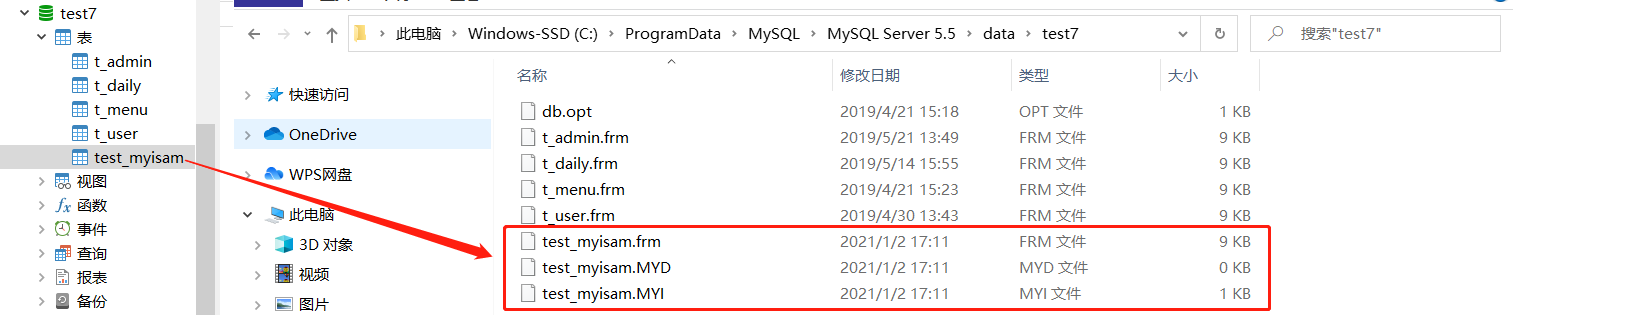 test7
表
t_admin
t_daily
t_menu
t_user
test_myisam
视图
函数
事件
查询
报表
备份
此电脑 > Windows-SSD (C:) > ProgramData > MySQL > MySQL Server 5.5 > data > test7
搜索"test7"
快速访问
OneDrive
WPS网盘
此电脑
3D 对象
视频
图片
名称 修改日期 类型 大小
db.opt 2019/4/21 15:18 OPT 文件 1 KB
t_admin.frm 2019/5/21 13:49 FRM 文件 9 KB
t_daily.frm 2019/5/14 15:55 FRM 文件 9 KB
t_menu.frm 2019/4/21 15:23 FRM 文件 9 KB
t_user.frm 2019/4/30 13:43 FRM 文件 9 KB
test_myisam.frm 2021/1/2 17:11 FRM 文件 9 KB
test_myisam.MYD 2021/1/2 17:11 MYD 文件 0 KB
test_myisam.MYI 2021/1/2 17:11 MYI 文件 1 KB